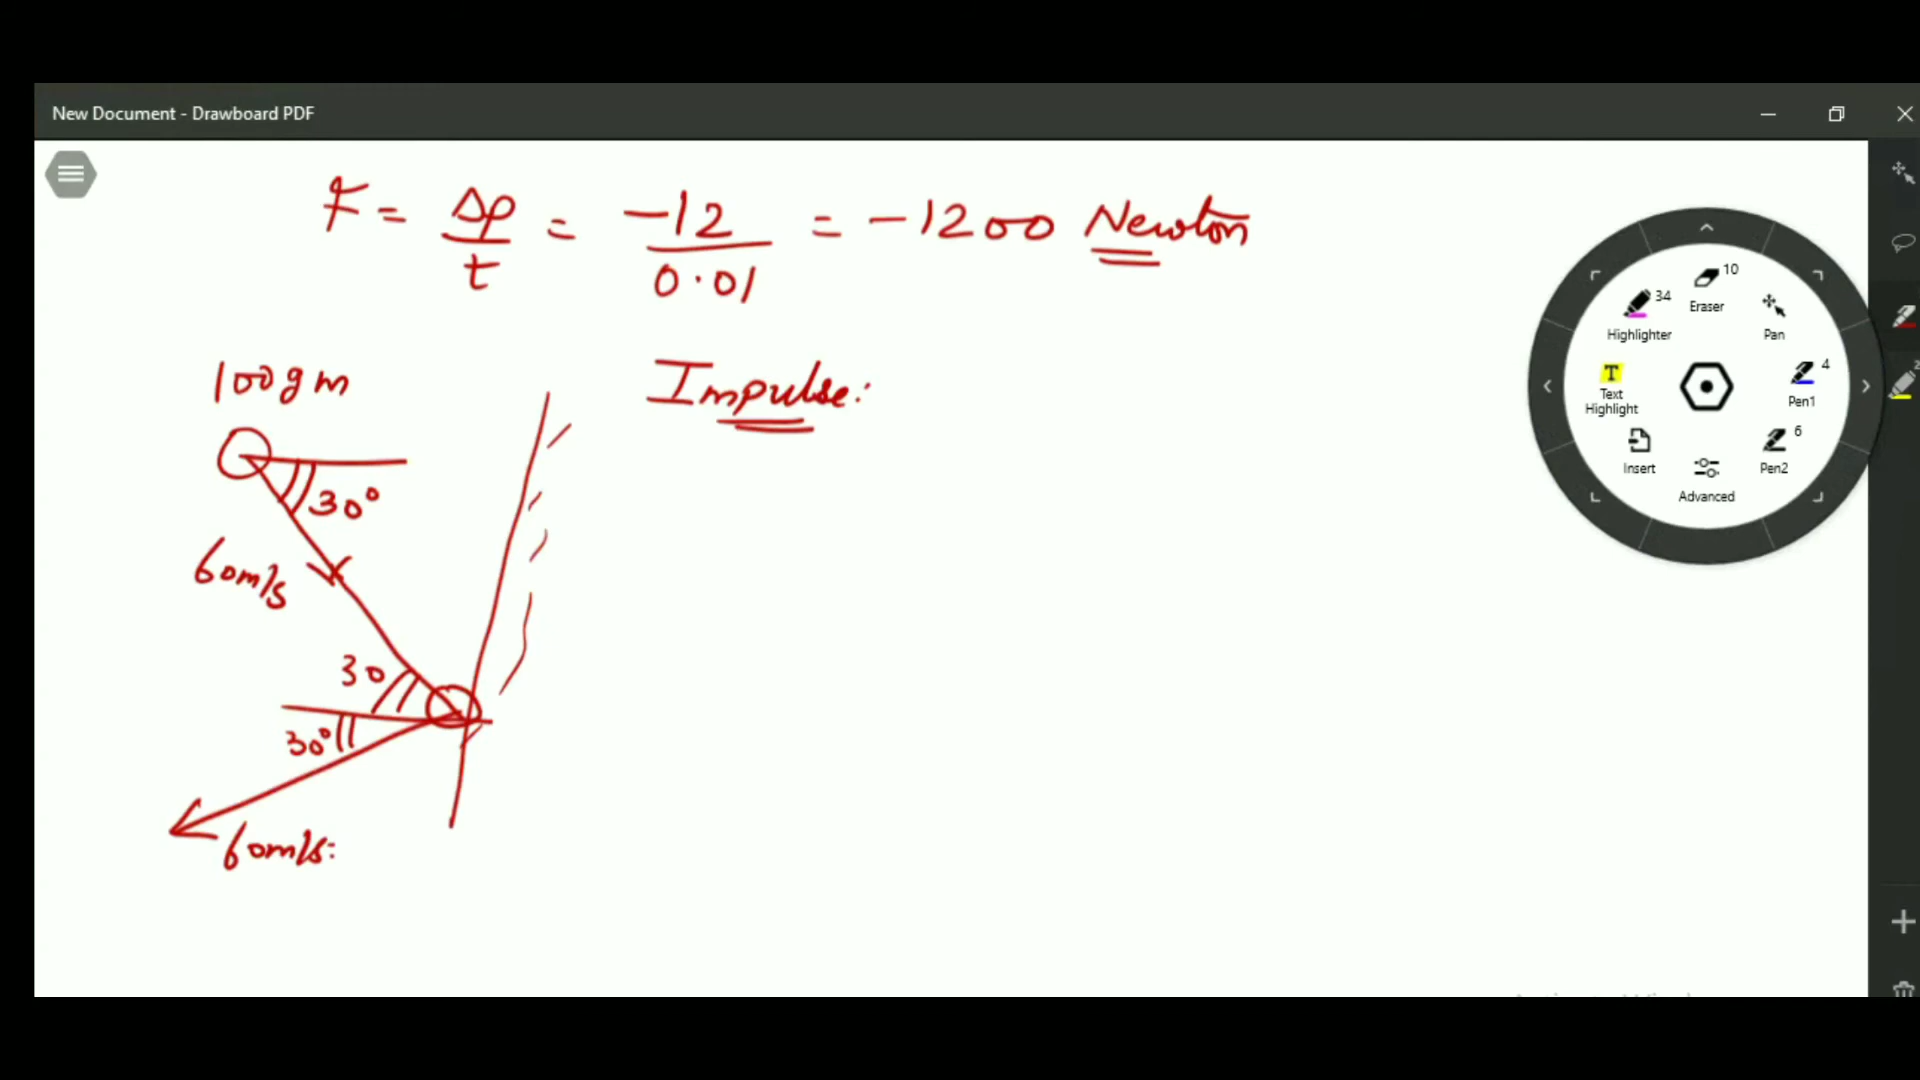 New Document - Drawboard PDF
F = Δp/t = -12/0.01 = -1200 Newton
100gm
Impulse:
30°
60m/s
30
30°
60m/s:
10
Eraser
34
Highlighter
Pan
T
Text
Highlight
4
Pen1
Insert
6
Pen2
Advanced
2